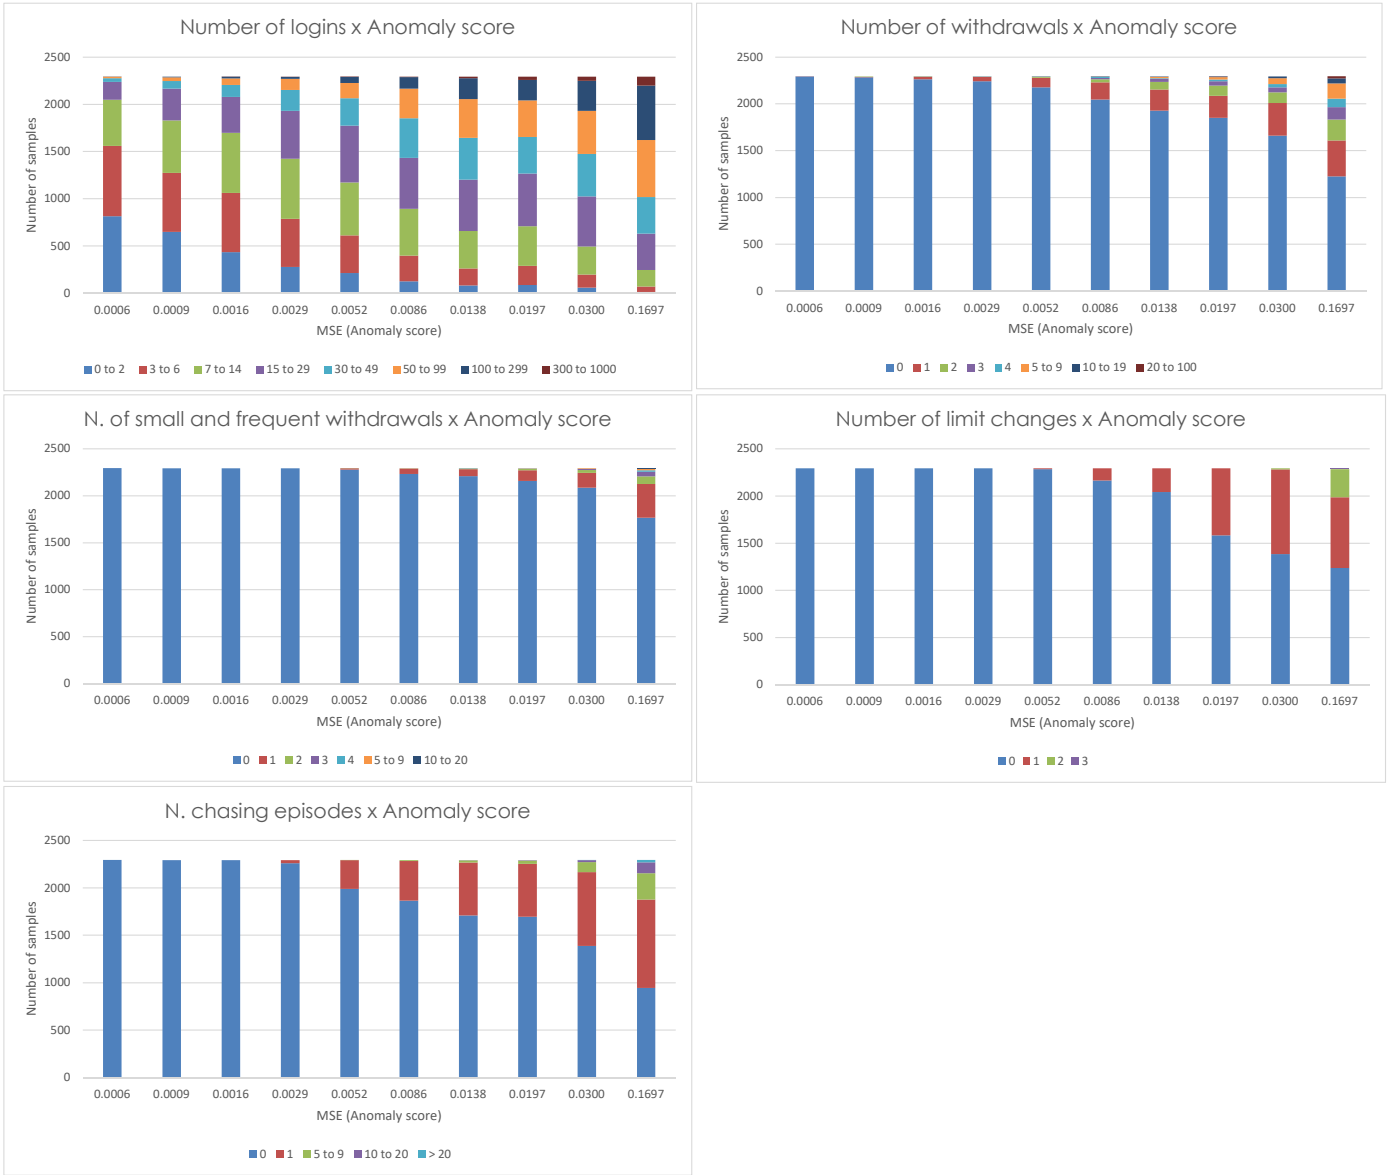 Number of logins x Anomaly score
2500
2000
1500
1000
500
0
Number of samples
0.0006 0.0009 0.0016 0.0029 0.0052 0.0086 0.0138 0.0197 0.0300 0.1697
MSE (Anomaly score)
0 to 2 3 to 6 7 to 14 15 to 29 30 to 49 50 to 99 100 to 299 300 to 1000
Number of withdrawals x Anomaly score
2500
2000
1500
1000
500
0
Number of samples
0.0006 0.0009 0.0016 0.0029 0.0052 0.0086 0.0138 0.0197 0.0300 0.1697
MSE (Anomaly score)
0 1 2 3 4 5 to 9 10 to 19 20 to 100
N. of small and frequent withdrawals x Anomaly score
2500
2000
1500
1000
500
0
Number of samples
0.0006 0.0009 0.0016 0.0029 0.0052 0.0086 0.0138 0.0197 0.0300 0.1697
MSE (Anomaly score)
0 1 2 3 4 5 to 9 10 to 20
Number of limit changes x Anomaly score
2500
2000
1500
1000
500
0
Number of samples
0.0006 0.0009 0.0016 0.0029 0.0052 0.0086 0.0138 0.0197 0.0300 0.1697
MSE (Anomaly score)
0 1 2 3
N. chasing episodes x Anomaly score
2500
2000
1500
1000
500
0
Number of samples
0.0006 0.0009 0.0016 0.0029 0.0052 0.0086 0.0138 0.0197 0.0300 0.1697
MSE (Anomaly score)
0 1 5 to 9 10 to 20 > 20